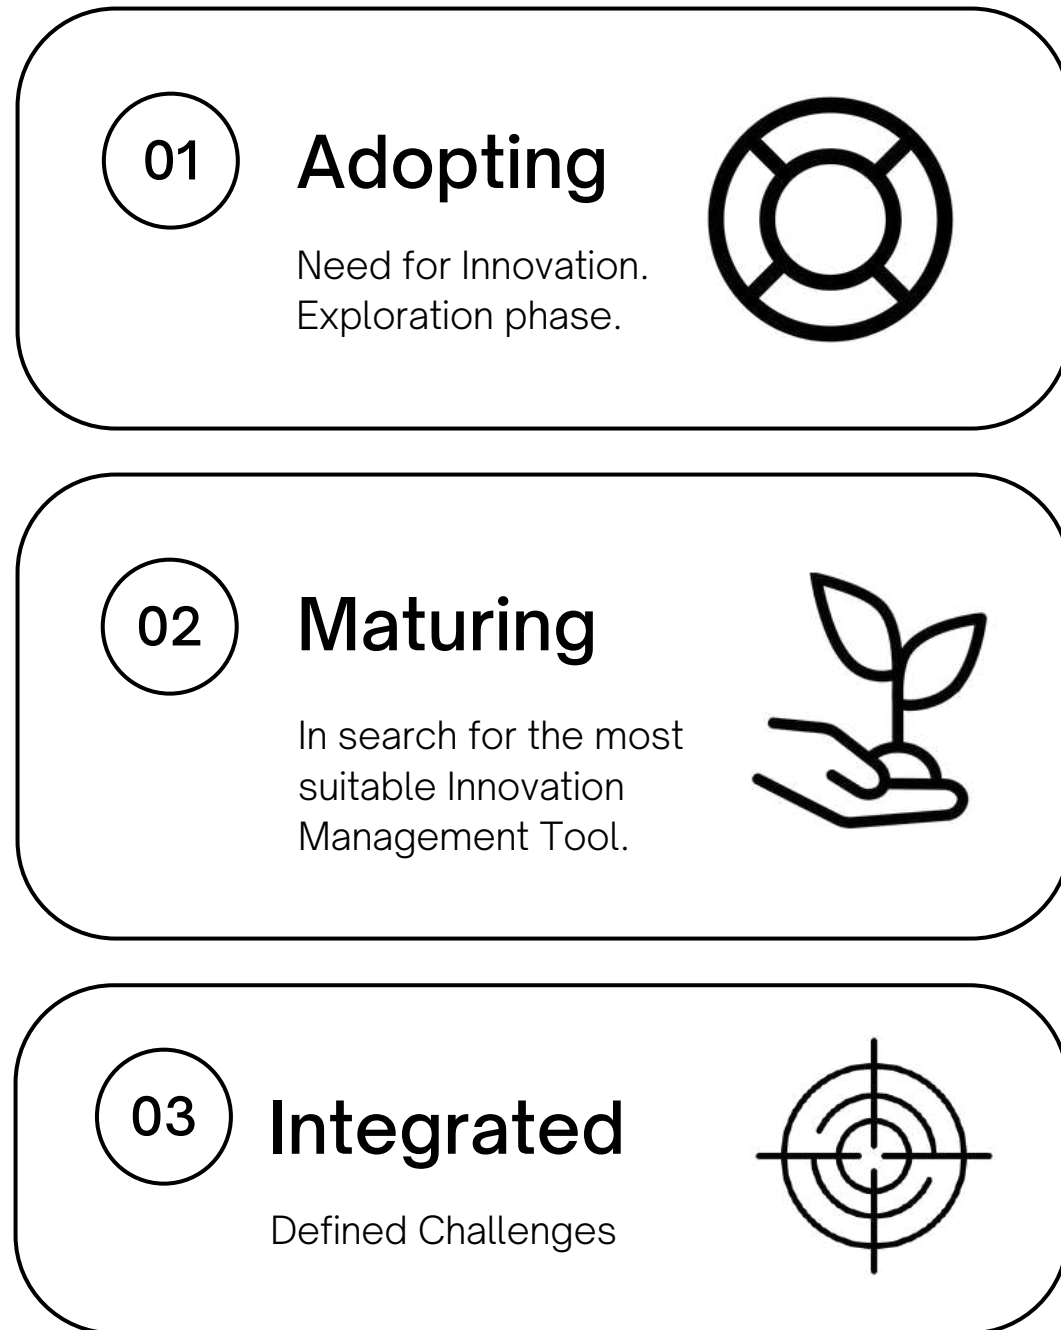 01
Adopting
Need for Innovation.
Exploration phase.
02
Maturing
In search for the most
suitable Innovation
Management Tool.
03
Integrated
Defined Challenges